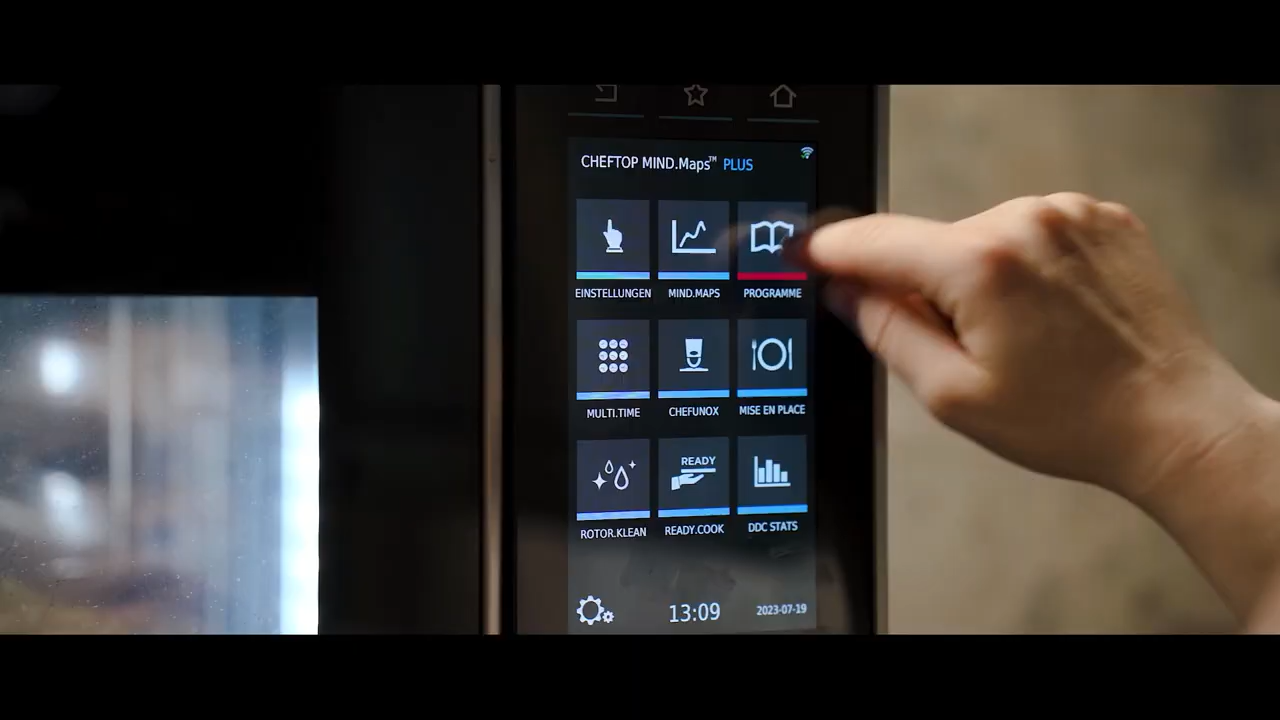 CHEFTOP MIND.Maps™ PLUS
EINSTELLUNGEN MIND.MAPS PROGRAMME
MULTI.TIME CHEFUNOX MISE EN PLACE
READY
ROTOR.KLEAN READY.COOK DDC STATS
13:09 2023-07-19